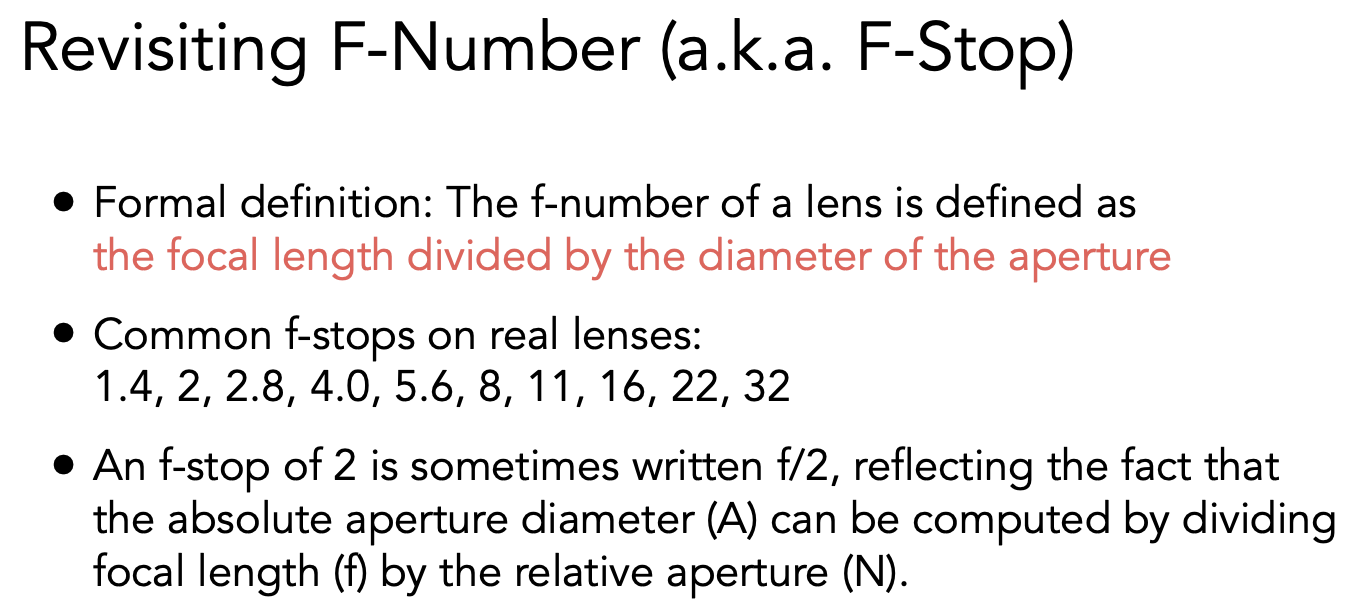 Revisiting F-Number (a.k.a. F-Stop)
• Formal definition: The f-number of a lens is defined as
the focal length divided by the diameter of the aperture
• Common f-stops on real lenses:
1.4, 2, 2.8, 4.0, 5.6, 8, 11, 16, 22, 32
• An f-stop of 2 is sometimes written f/2, reflecting the fact that
the absolute aperture diameter (A) can be computed by dividing
focal length (f) by the relative aperture (N).